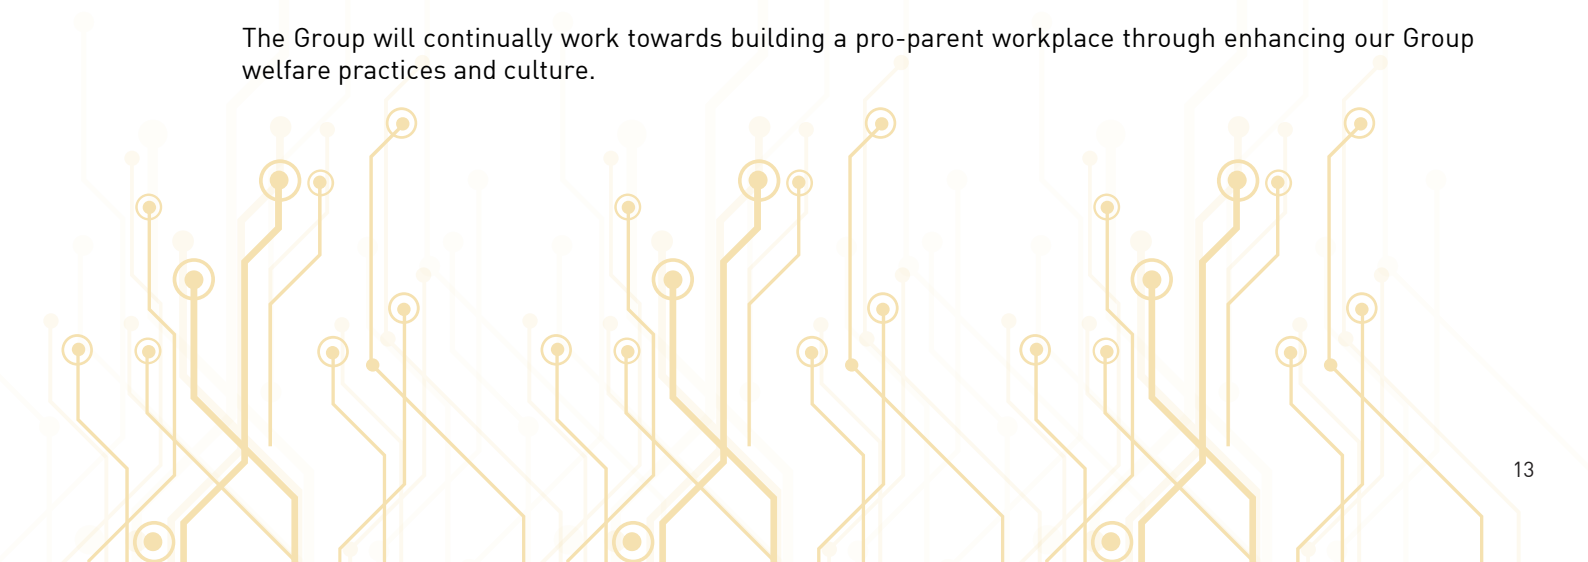 The Group will continually work towards building a pro-parent workplace through enhancing our Group
welfare practices and culture.
13